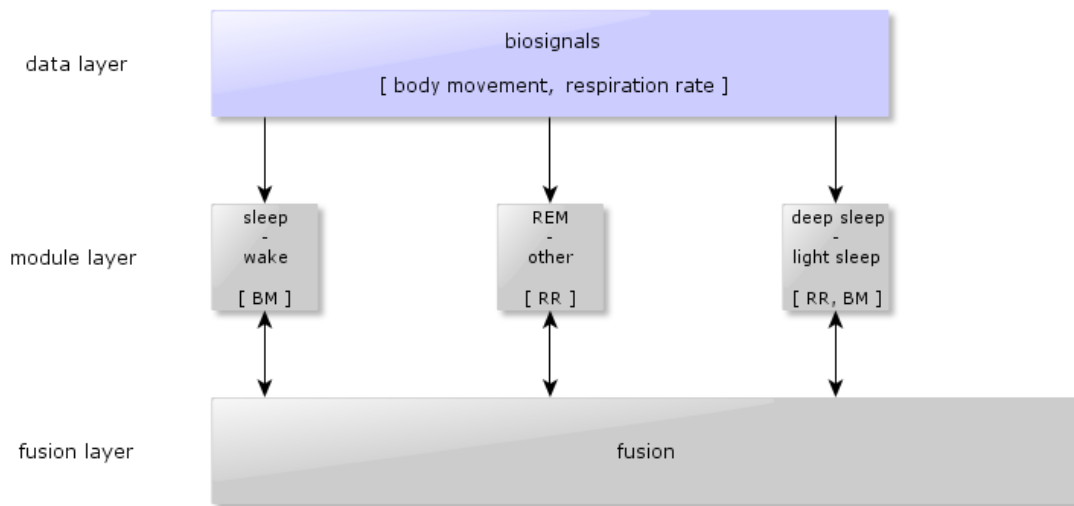 biosignals
data layer
[ body movement, respiration rate ]
sleep
-
wake
[ BM ]
REM
-
other
[ RR ]
deep sleep
-
light sleep
[ RR, BM ]
module layer
fusion layer
fusion